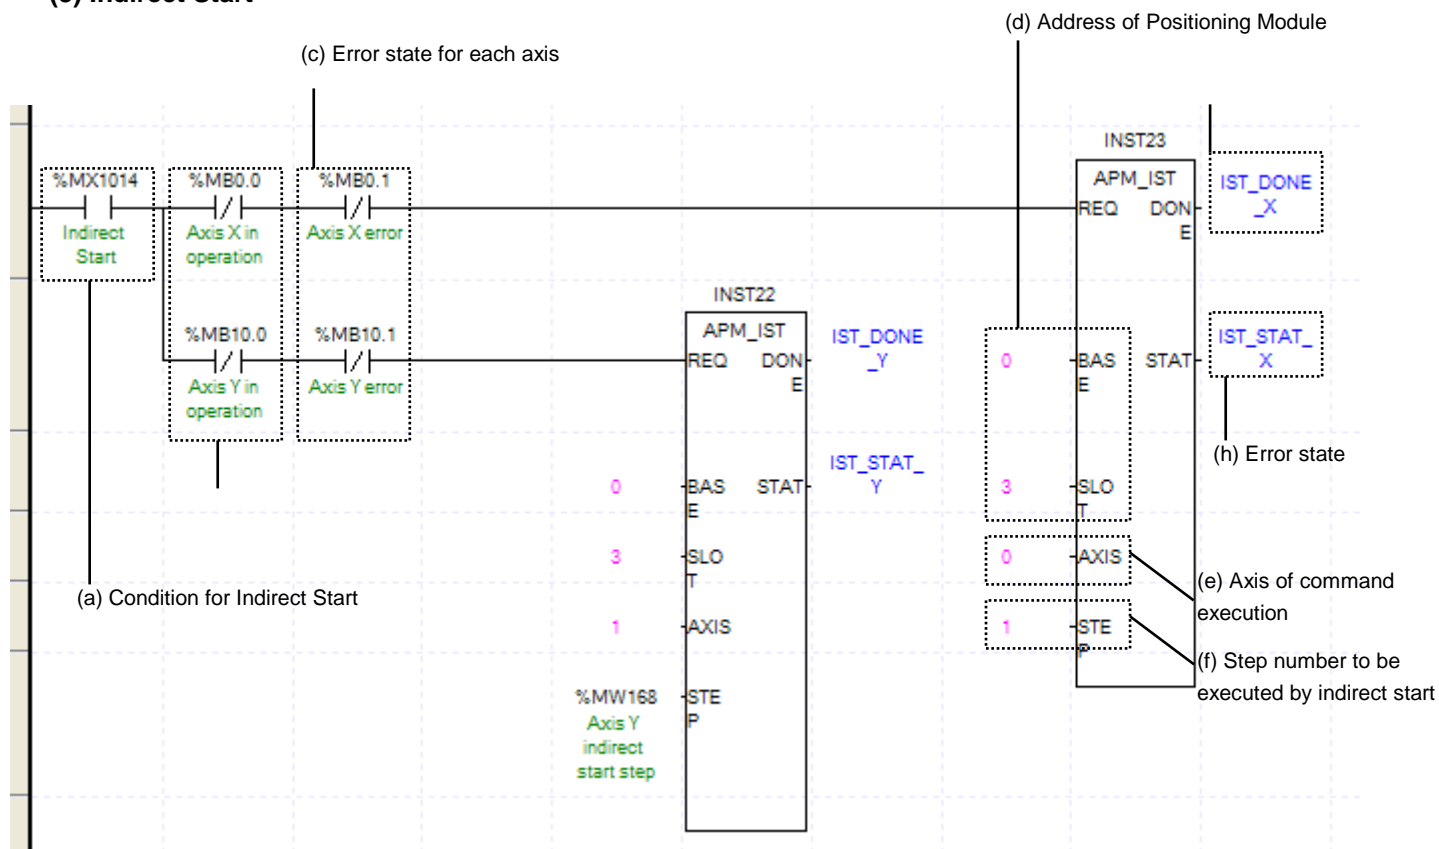 (d) Address of Positioning Module
(c) Error state for each axis
INST23
%MX1014
%MB0.0
%MB0.1
APM_IST
IST_DONE
_X
REQ
DON
E
Indirect
Start
Axis X in
operation
Axis X error
INST22
%MB10.0
%MB10.1
APM_IST
IST_DONE
_Y
IST_STAT_
X
REQ
DON
E
0
BAS
E
STAT
Axis Y in
operation
Axis Y error
(h) Error state
IST_STAT_
Y
0
BAS
E
STAT
3
SLO
T
3
SLO
T
0
AXIS
(e) Axis of command
execution
(a) Condition for Indirect Start
1
AXIS
1
STE
P
(f) Step number to be
executed by indirect start
%MW168
STE
P
Axis Y
indirect
start step